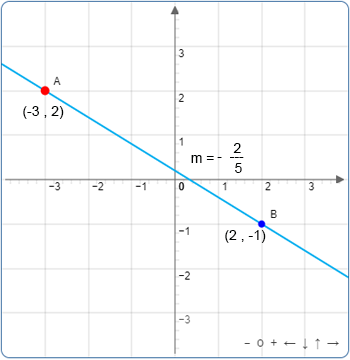 3
A
2
(-3 , 2)
1
m = - 2/5
−3 −2 −1 0 1 2 3
B
−1
(2 , -1)
−2
−3
− o + ← ↓ ↑ →